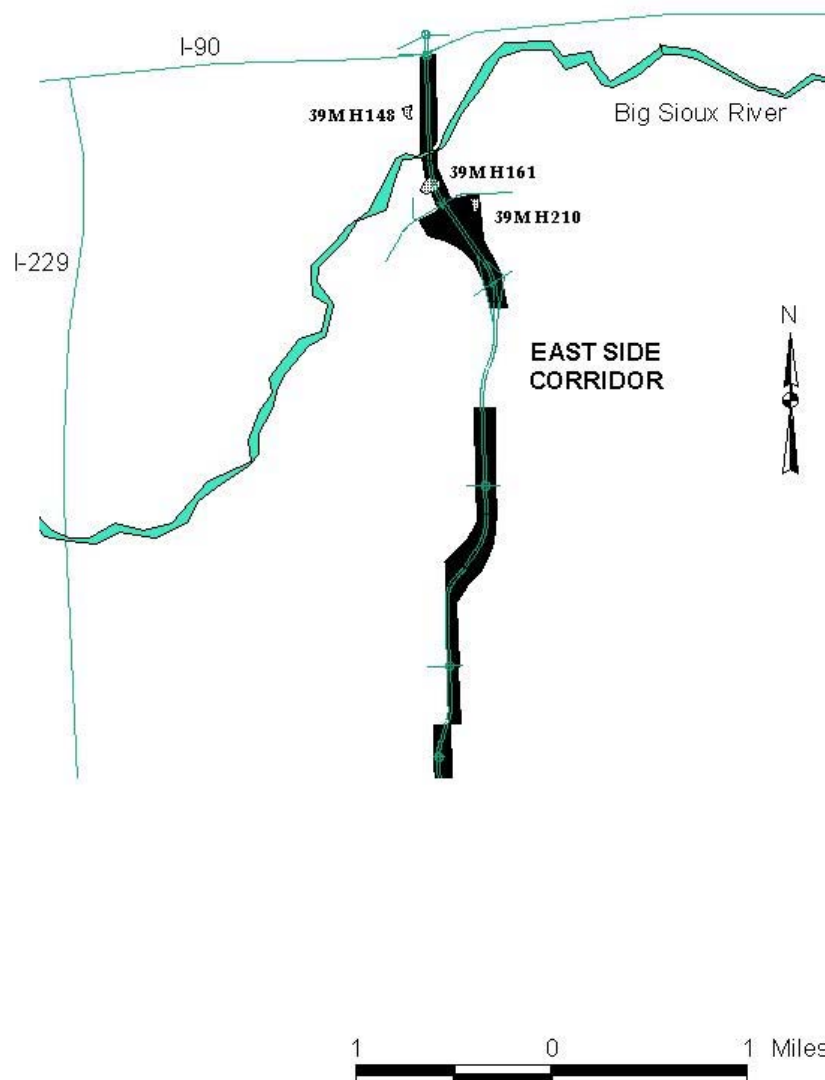 I-90
39MH148
Big Sioux River
39MH161
39MH210
I-229
N
EAST SIDE
CORRIDOR
1 0 1 Miles